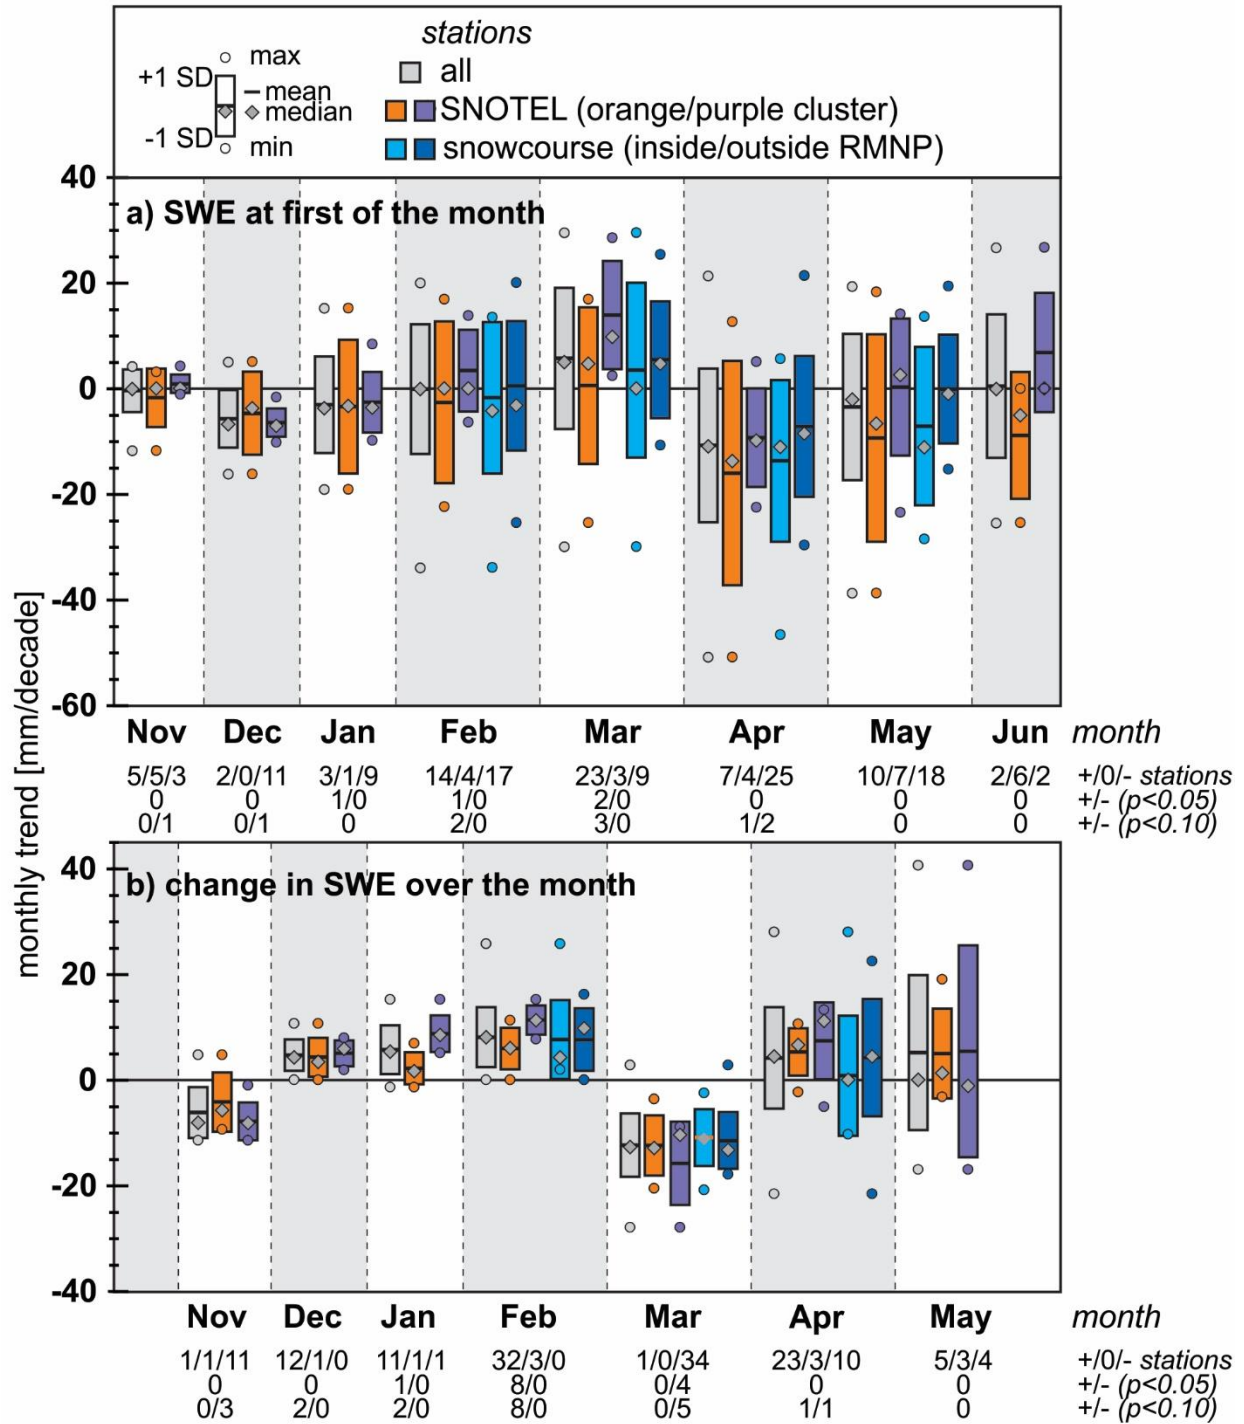 stations
max
+1 SD
mean
median
-1 SD
min
all
SNOTEL (orange/purple cluster)
snowcourse (inside/outside RMNP)
monthly trend [mm/decade]
40
20
0
-20
-40
-60
a) SWE at first of the month
Nov Dec Jan Feb Mar Apr May Jun month
5/5/3 2/0/11 3/1/9 14/4/17 23/3/9 7/4/25 10/7/18 2/6/2 +/0/- stations
0 0 1/0 1/0 2/0 0 0 0 +/- (p<0.05)
0/1 0/1 0 2/0 3/0 1/2 0 0 +/- (p<0.10)
40
20
0
-20
-40
b) change in SWE over the month
Nov Dec Jan Feb Mar Apr May month
1/1/11 12/1/0 11/1/1 32/3/0 1/0/34 23/3/10 5/3/4 +/0/- stations
0 0 1/0 8/0 0/4 0 0 +/- (p<0.05)
0/3 2/0 2/0 8/0 0/5 1/1 0 +/- (p<0.10)